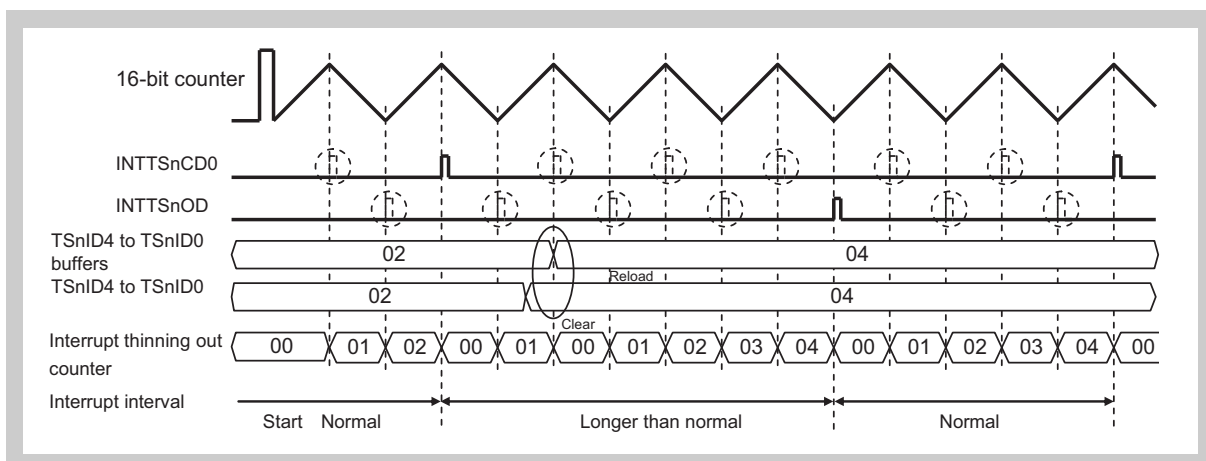 16-bit counter
INTTSnCD0
INTTSnOD
TSnID4 to TSnID0
buffers
02
04
Reload
TSnID4 to TSnID0
02
04
Clear
Interrupt thinning out
counter
00 01 02 00 01 00 01 02 03 04 00 01 02 03 04 00
Interrupt interval
Start Normal Longer than normal Normal